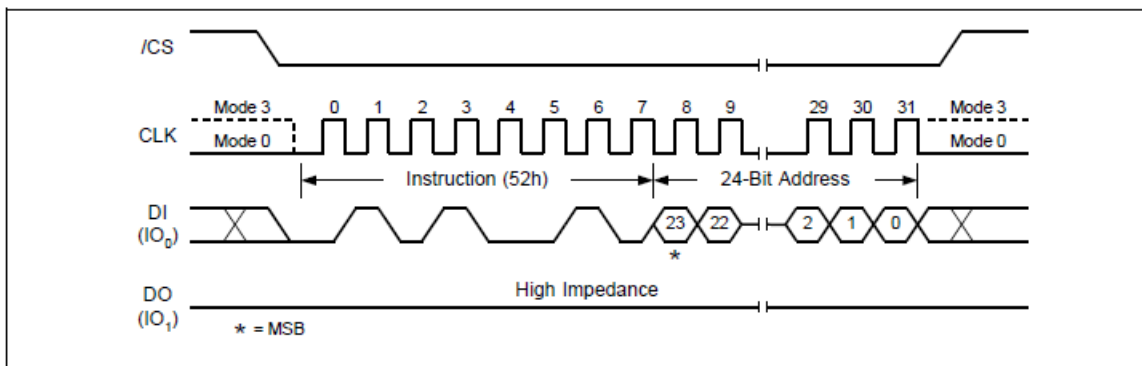 /CS
Mode 3 0 1 2 3 4 5 6 7 8 9 29 30 31 Mode 3
CLK
Mode 0 Mode 0
Instruction (52h) 24-Bit Address
DI
(IO0) 23 22 2 1 0
*
High Impedance
DO
(IO1)
* = MSB